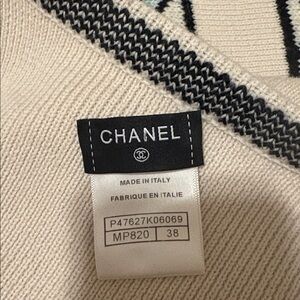 CHANEL
MADE IN ITALY
FABRIQUE EN ITALIE
P47627K06069
MP820 38